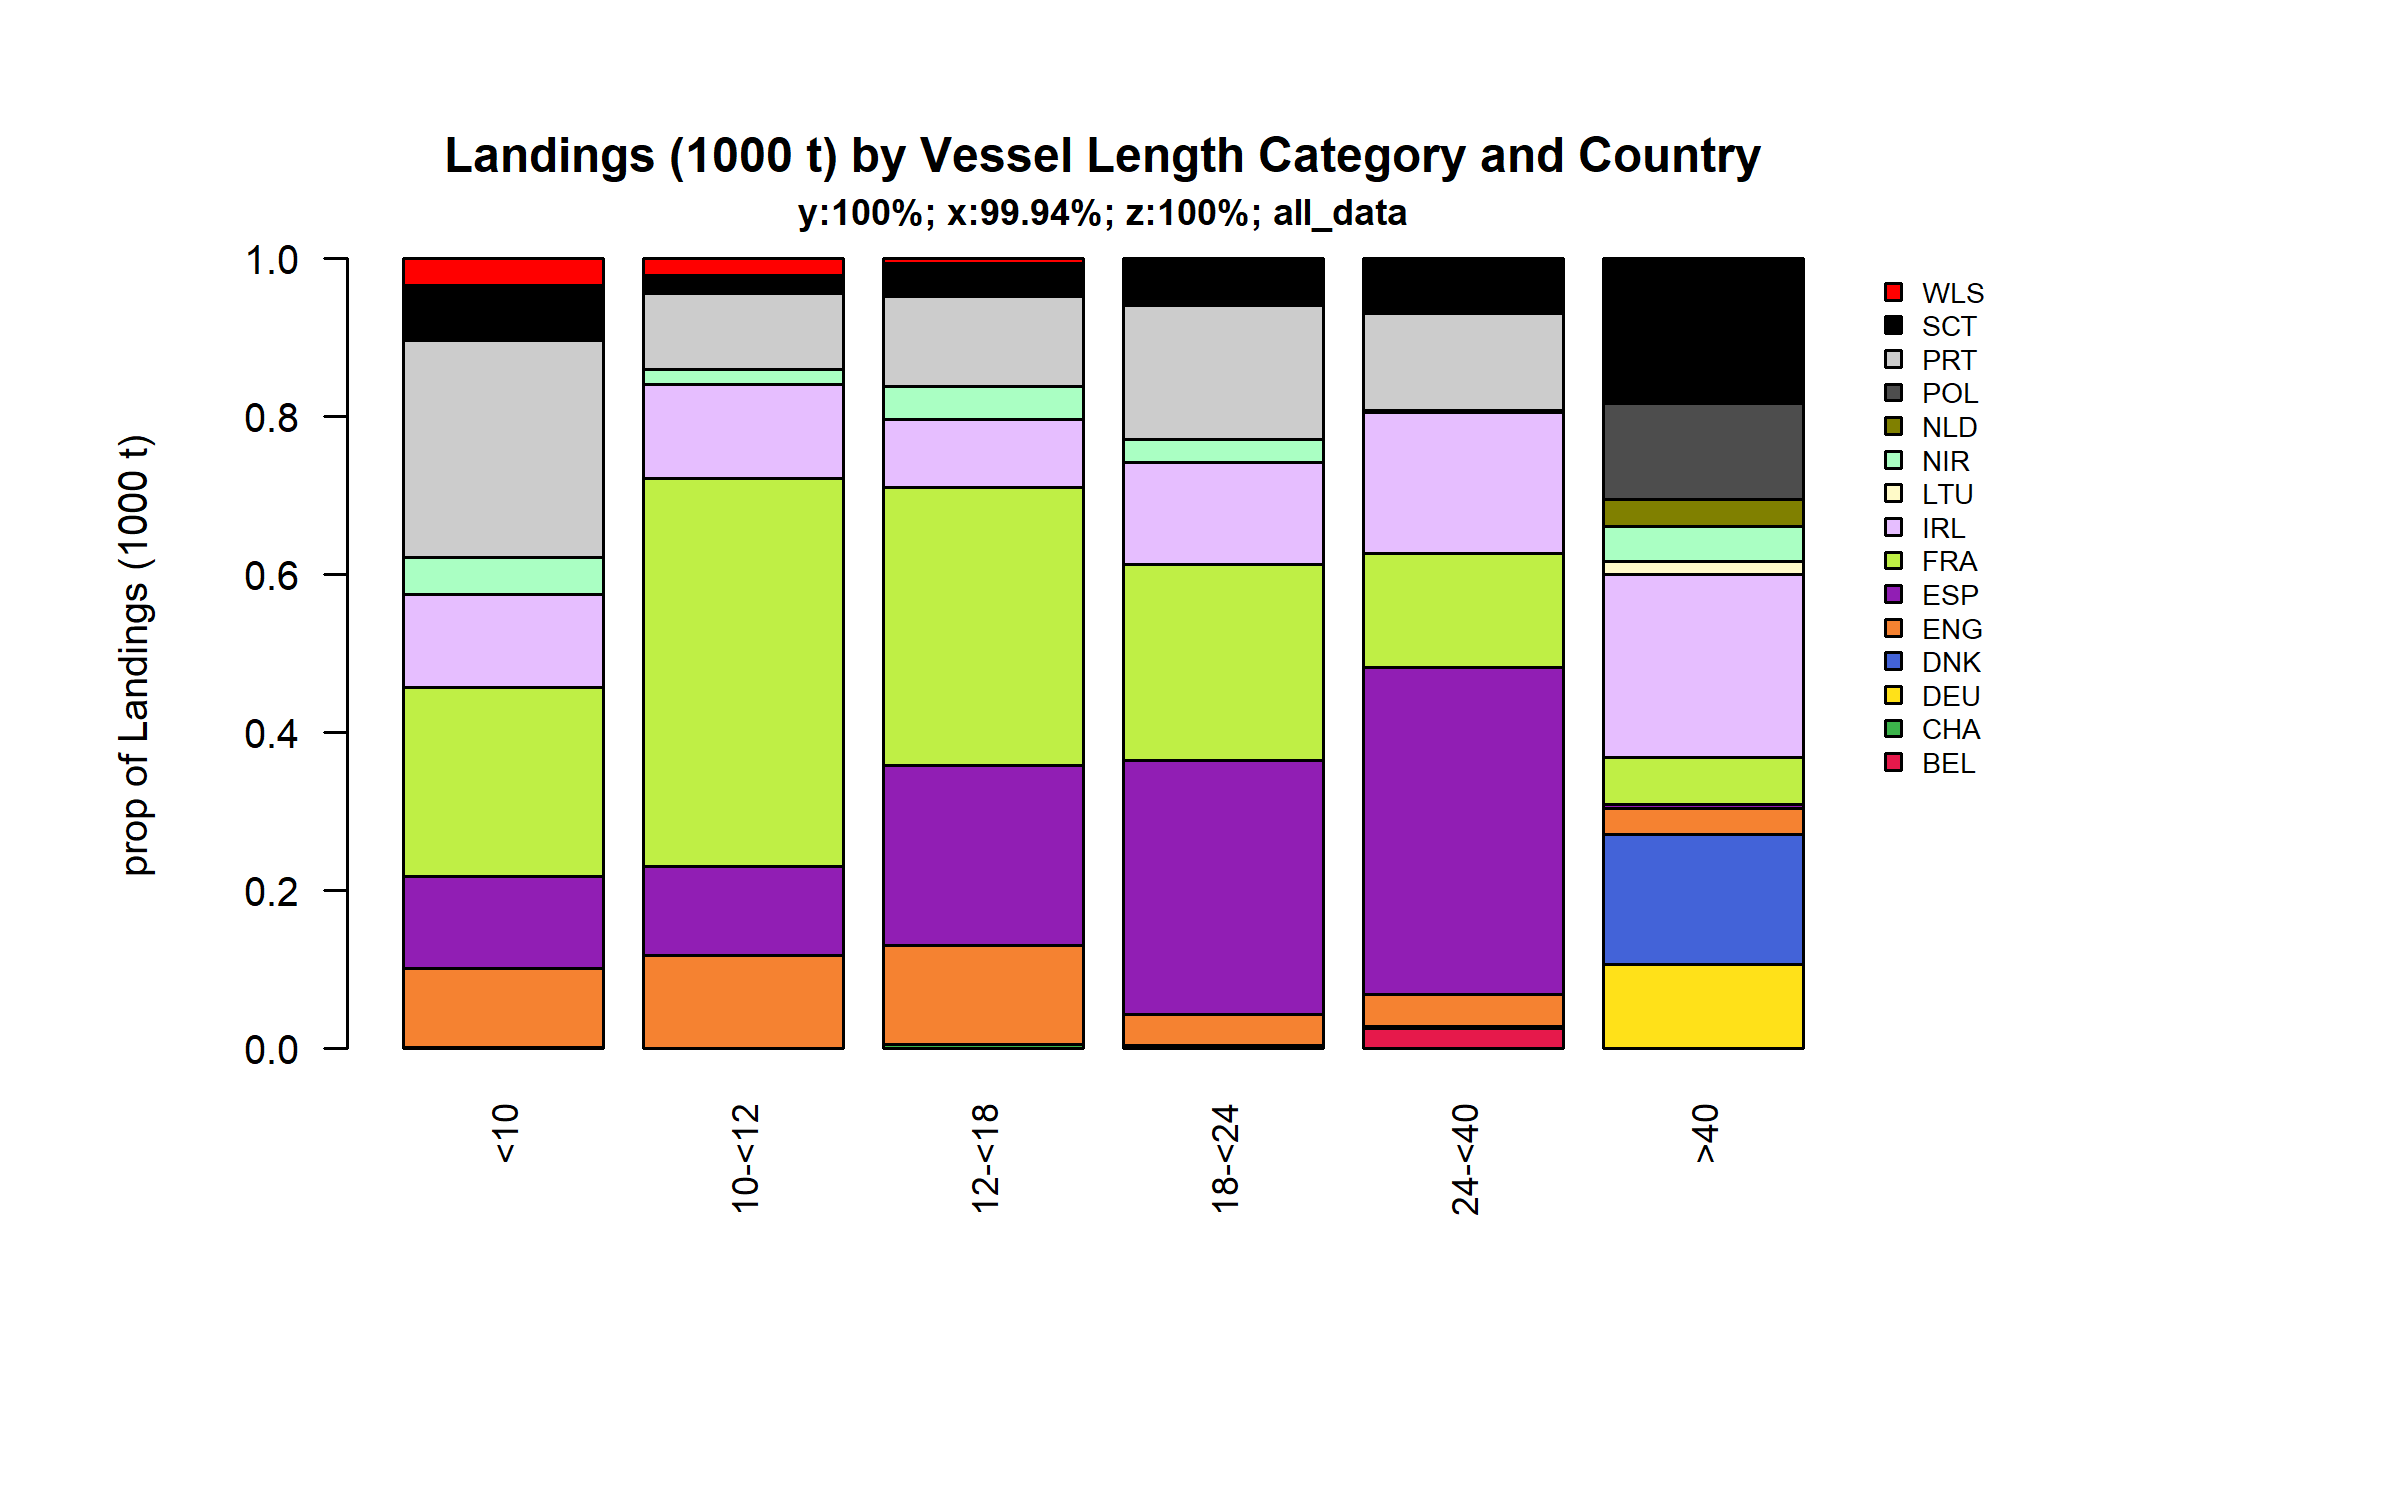 Landings (1000 t) by Vessel Length Category and Country
y:100%; x:99.94%; z:100%; all_data
prop of Landings (1000 t)
1.0
0.8
0.6
0.4
0.2
0.0
<10
10-<12
12-<18
18-<24
24-<40
>40
WLS
SCT
PRT
POL
NLD
NIR
LTU
IRL
FRA
ESP
ENG
DNK
DEU
CHA
BEL